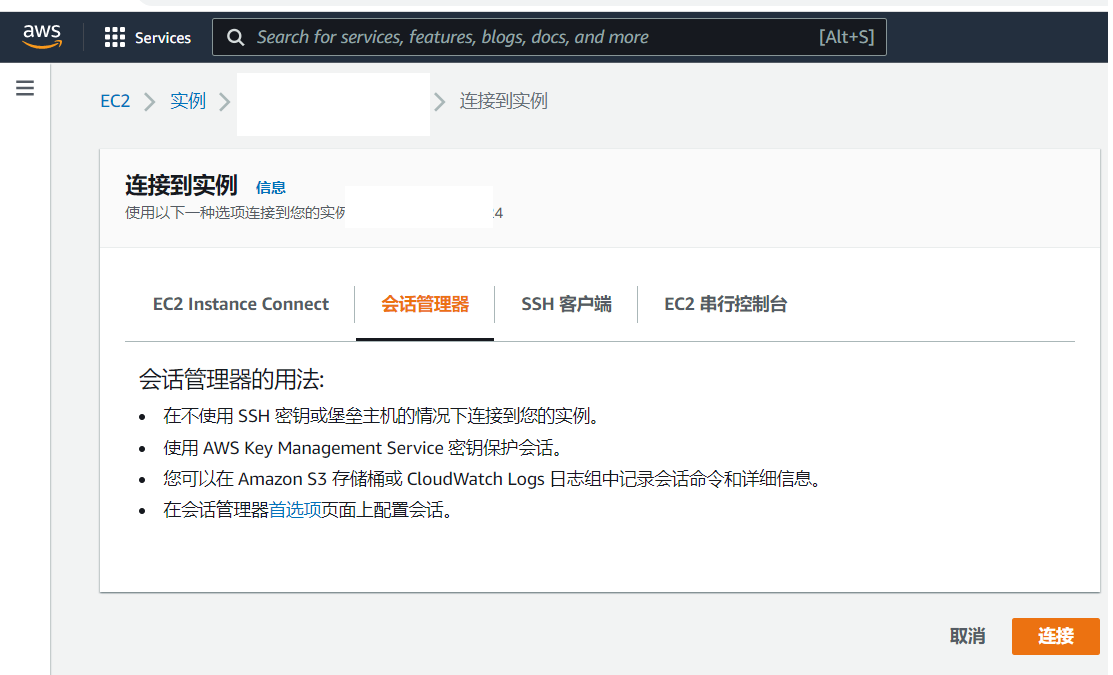 aws Services Search for services, features, blogs, docs, and more [Alt+S]
EC2 实例 连接到实例
连接到实例 信息
使用以下一种选项连接到您的实例 4
EC2 Instance Connect 会话管理器 SSH 客户端 EC2 串行控制台
会话管理器的用法:
在不使用 SSH 密钥或堡垒主机的情况下连接到您的实例。
使用 AWS Key Management Service 密钥保护会话。
您可以在 Amazon S3 存储桶或 CloudWatch Logs 日志组中记录会话命令和详细信息。
在会话管理器首选项页面上配置会话。
取消 连接